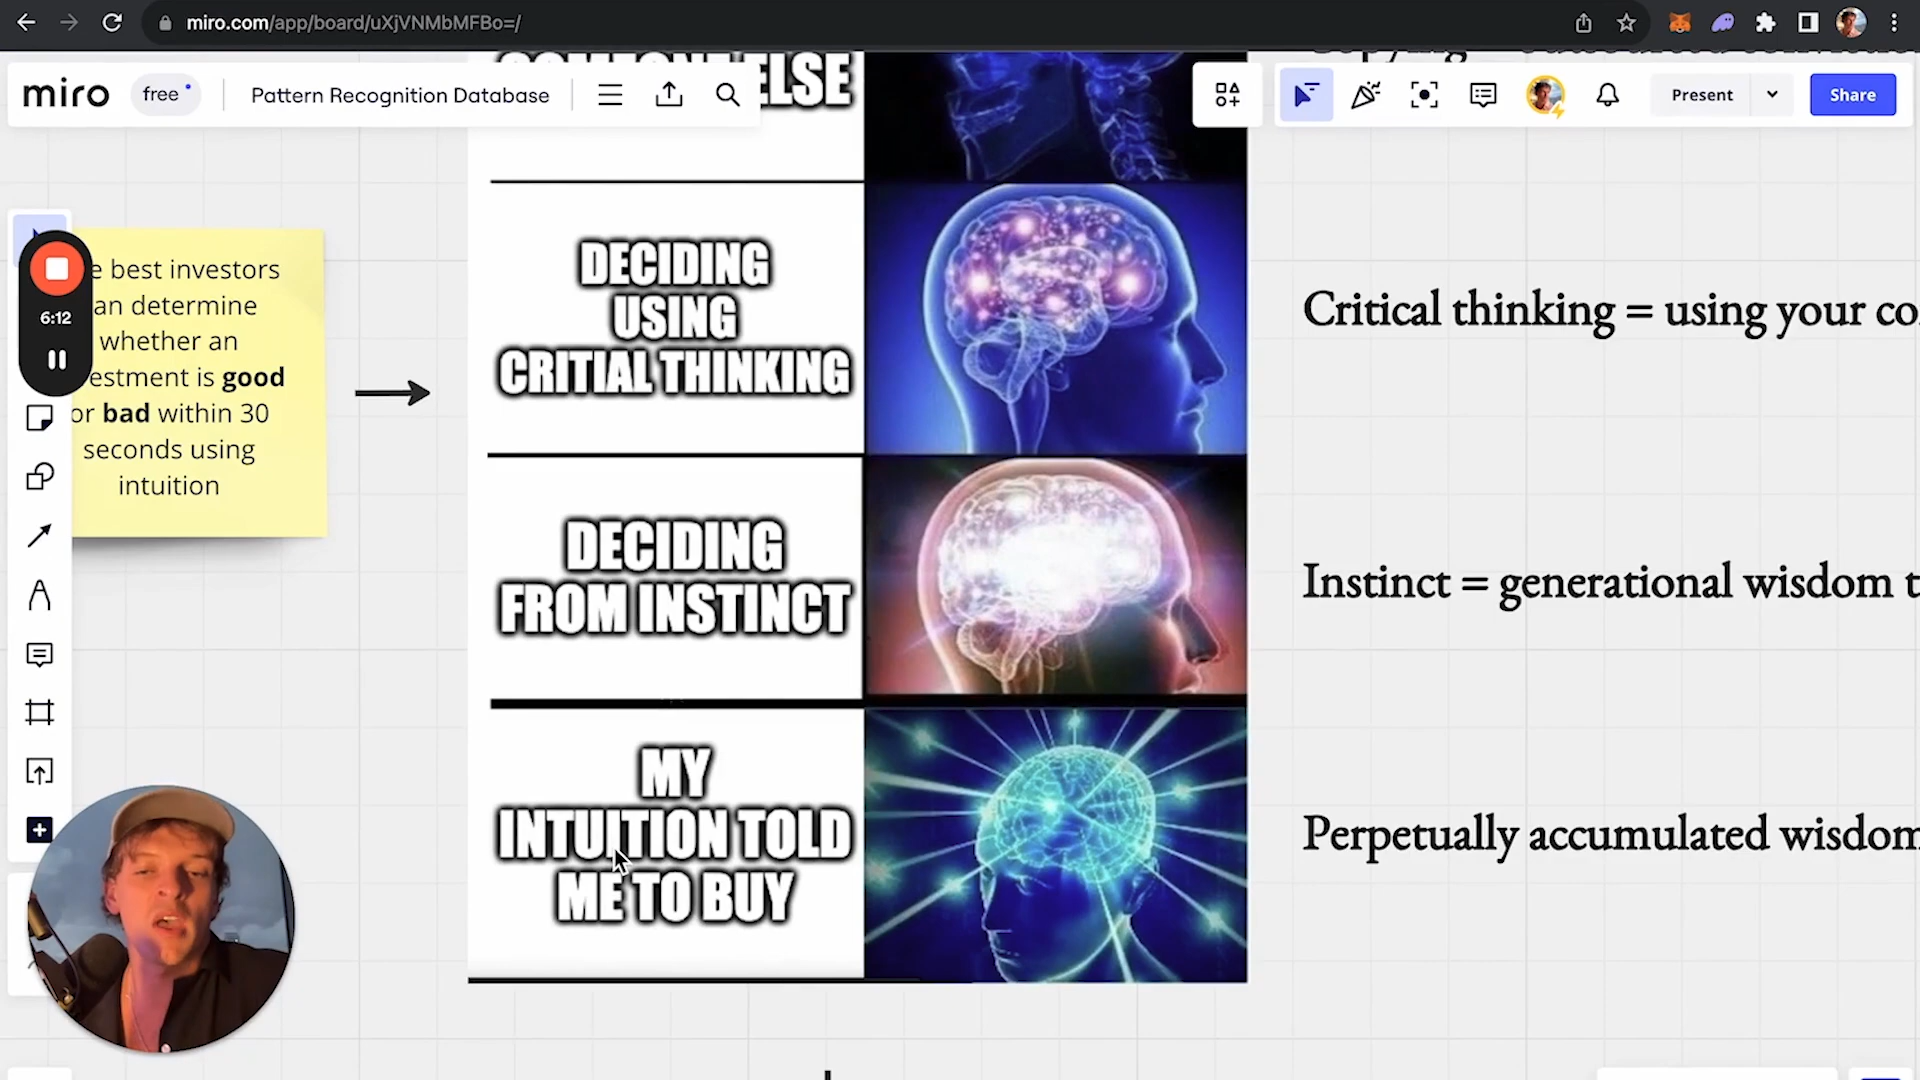 miro.com/app/board/uXjVNMbMFBo=/
miro
free
Pattern Recognition Database
Present
Share
ELSE
6:12
best investors
an determine
whether an
estment is good
or bad within 30
seconds using
intuition
DECIDING
USING
CRITIAL THINKING
Critical thinking = using your co
DECIDING
FROM INSTINCT
Instinct = generational wisdom t
MY
INTUITION TOLD
ME TO BUY
Perpetually accumulated wisdom